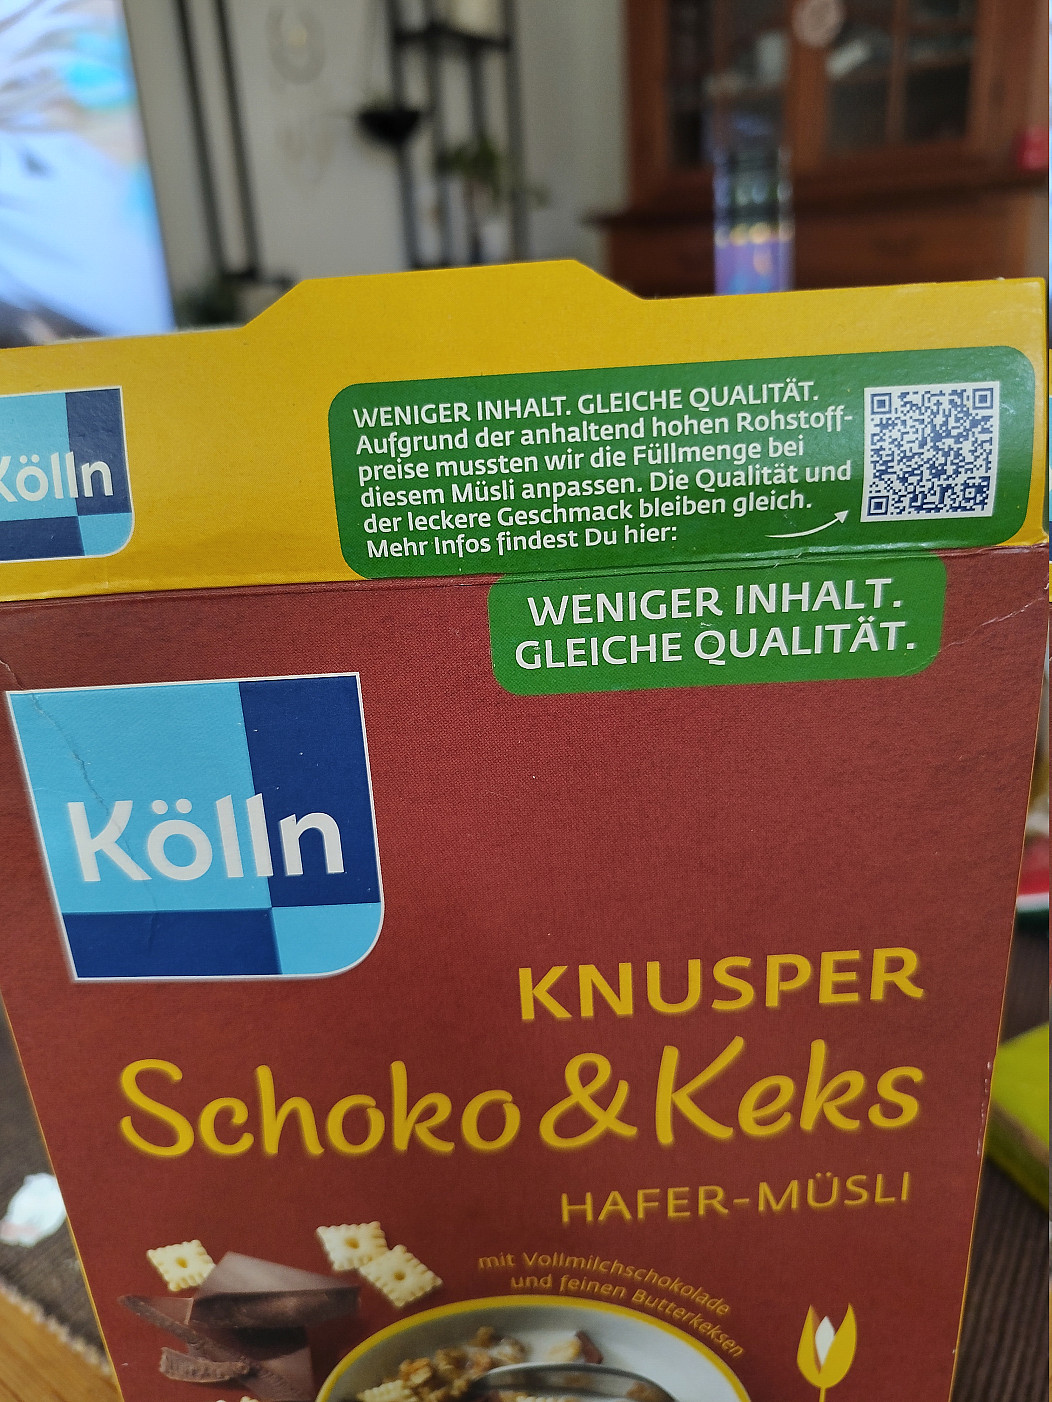 Kölln
WENIGER INHALT. GLEICHE QUALITÄT.
Aufgrund der anhaltend hohen Rohstoff-
preise mussten wir die Füllmenge bei
diesem Müsli anpassen. Die Qualität und
der leckere Geschmack bleiben gleich.
Mehr Infos findest Du hier:
WENIGER INHALT.
GLEICHE QUALITÄT.
Kölln
KNUSPER
Schoko & Keks
HAFER-MÜSLI
mit Vollmilchschokolade
und feinen Butterkeksen